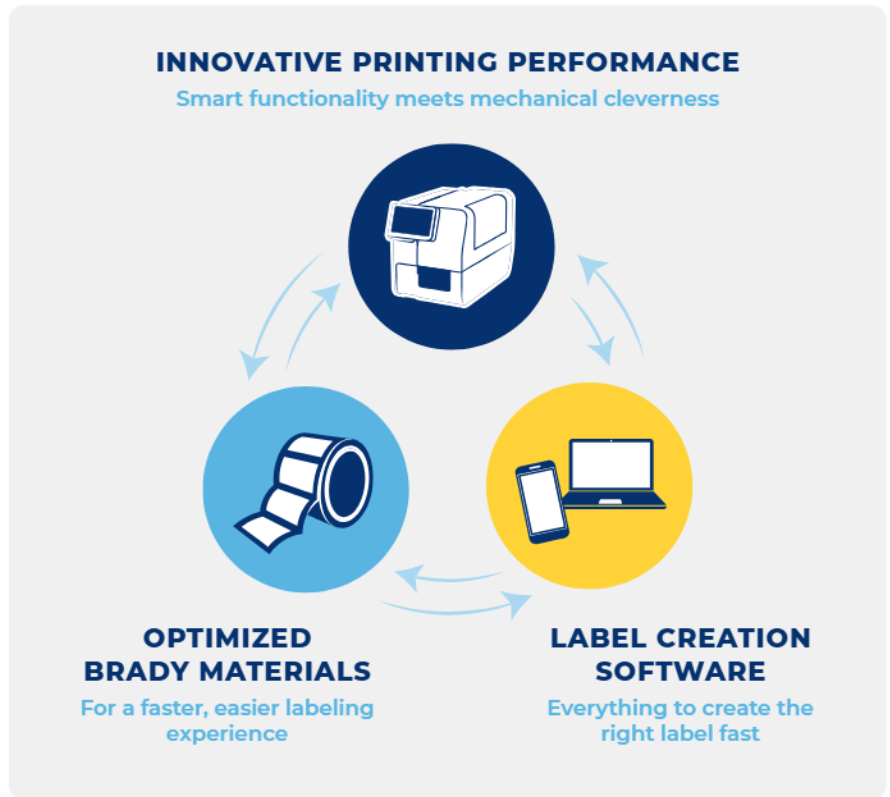 INNOVATIVE PRINTING PERFORMANCE
Smart functionality meets mechanical cleverness
OPTIMIZED
BRADY MATERIALS
For a faster, easier labeling
experience
LABEL CREATION
SOFTWARE
Everything to create the
right label fast